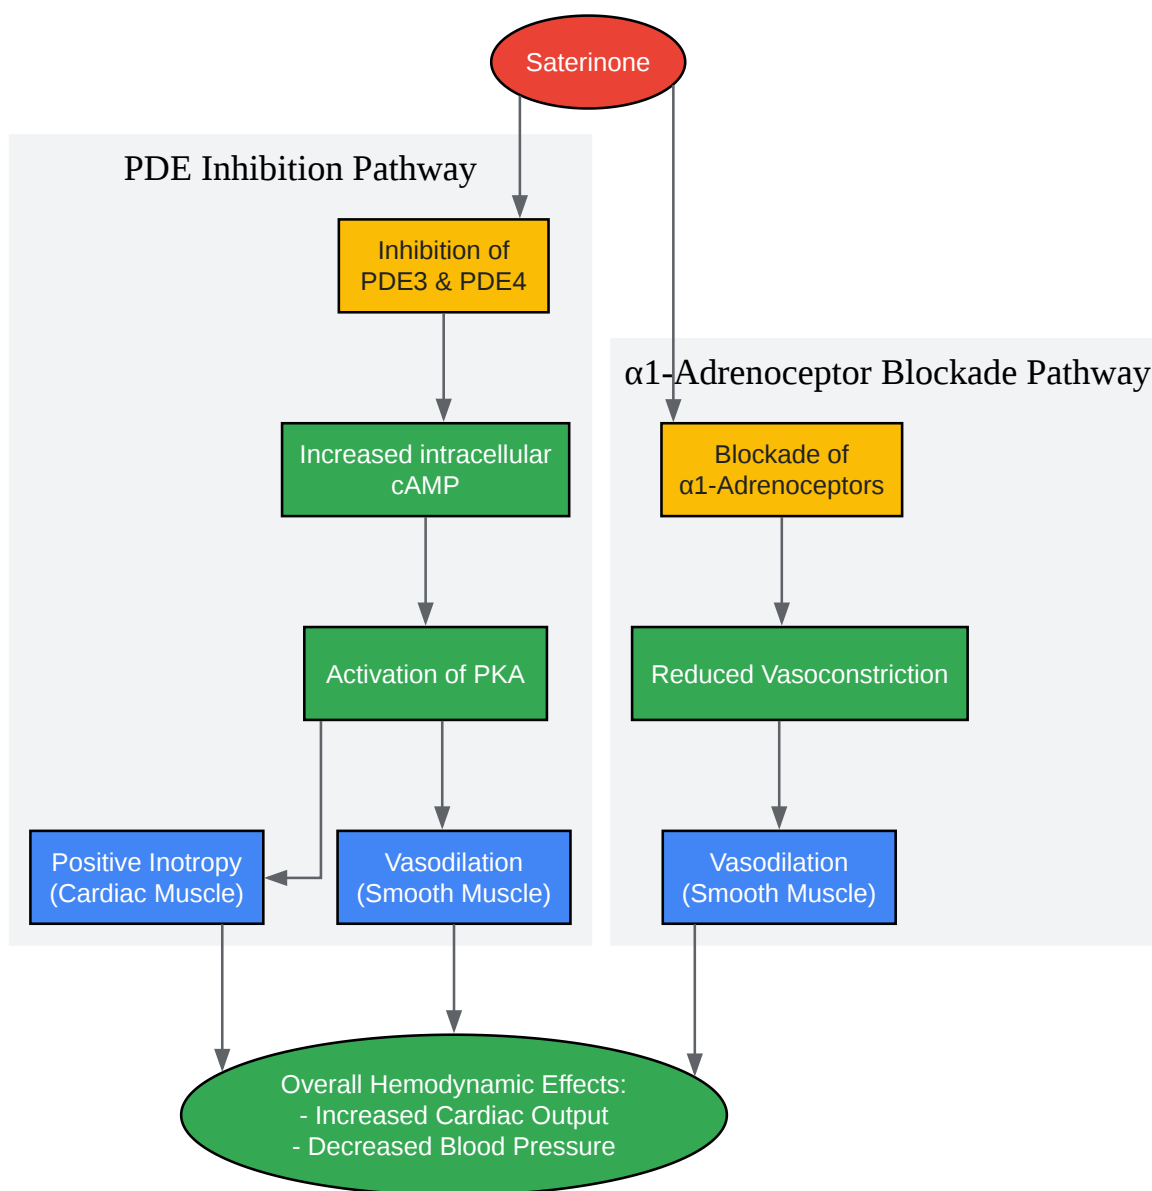 Saterinone
PDE Inhibition Pathway
Inhibition of
PDE3 & PDE4
α1-Adrenoceptor Blockade Pathway
Increased intracellular
cAMP
Blockade of
α1-Adrenoceptors
Activation of PKA
Reduced Vasoconstriction
Positive Inotropy
(Cardiac Muscle)
Vasodilation
(Smooth Muscle)
Vasodilation
(Smooth Muscle)
Overall Hemodynamic Effects:
- Increased Cardiac Output
- Decreased Blood Pressure